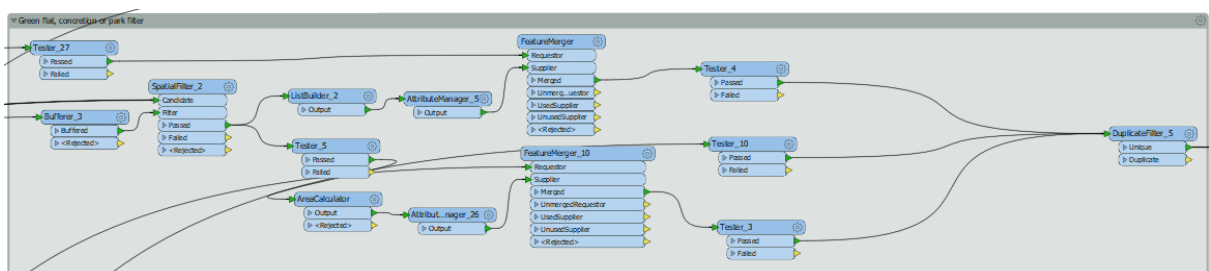 Green flat, concretion or park filter
Tester_27
Passed
Failed
SpatialFilter_2
Candidate
Filter
Passed
Failed
<Rejected>
Bufferer_3
Buffered
<Rejected>
ListBuilder_2
Output
AttributeManager_5
Output
Tester_5
Passed
Failed
AreaCalculator
Output
<Rejected>
Attribut...nager_26
Output
FeatureMerger
Requestor
Supplier
Merged
Unmerg...uestor
UsedSupplier
UnusedSupplier
<Rejected>
FeatureMerger_10
Requestor
Supplier
Merged
UnmergedRequestor
UsedSupplier
UnusedSupplier
<Rejected>
Tester_4
Passed
Failed
Tester_10
Passed
Failed
Tester_3
Passed
Failed
DuplicateFilter_5
Unique
Duplicate